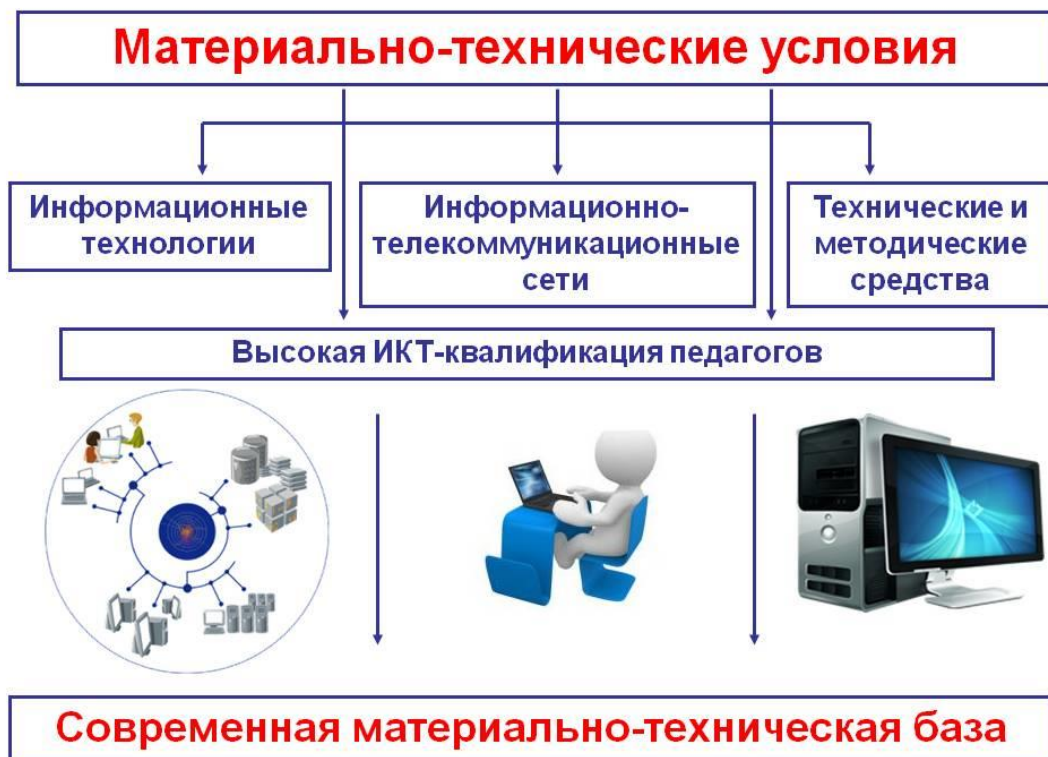 Материально-технические условия
Информационные
технологии
Информационно-
телекоммуникационные
сети
Технические и
методические
средства
Высокая ИКТ-квалификация педагогов
Современная материально-техническая база